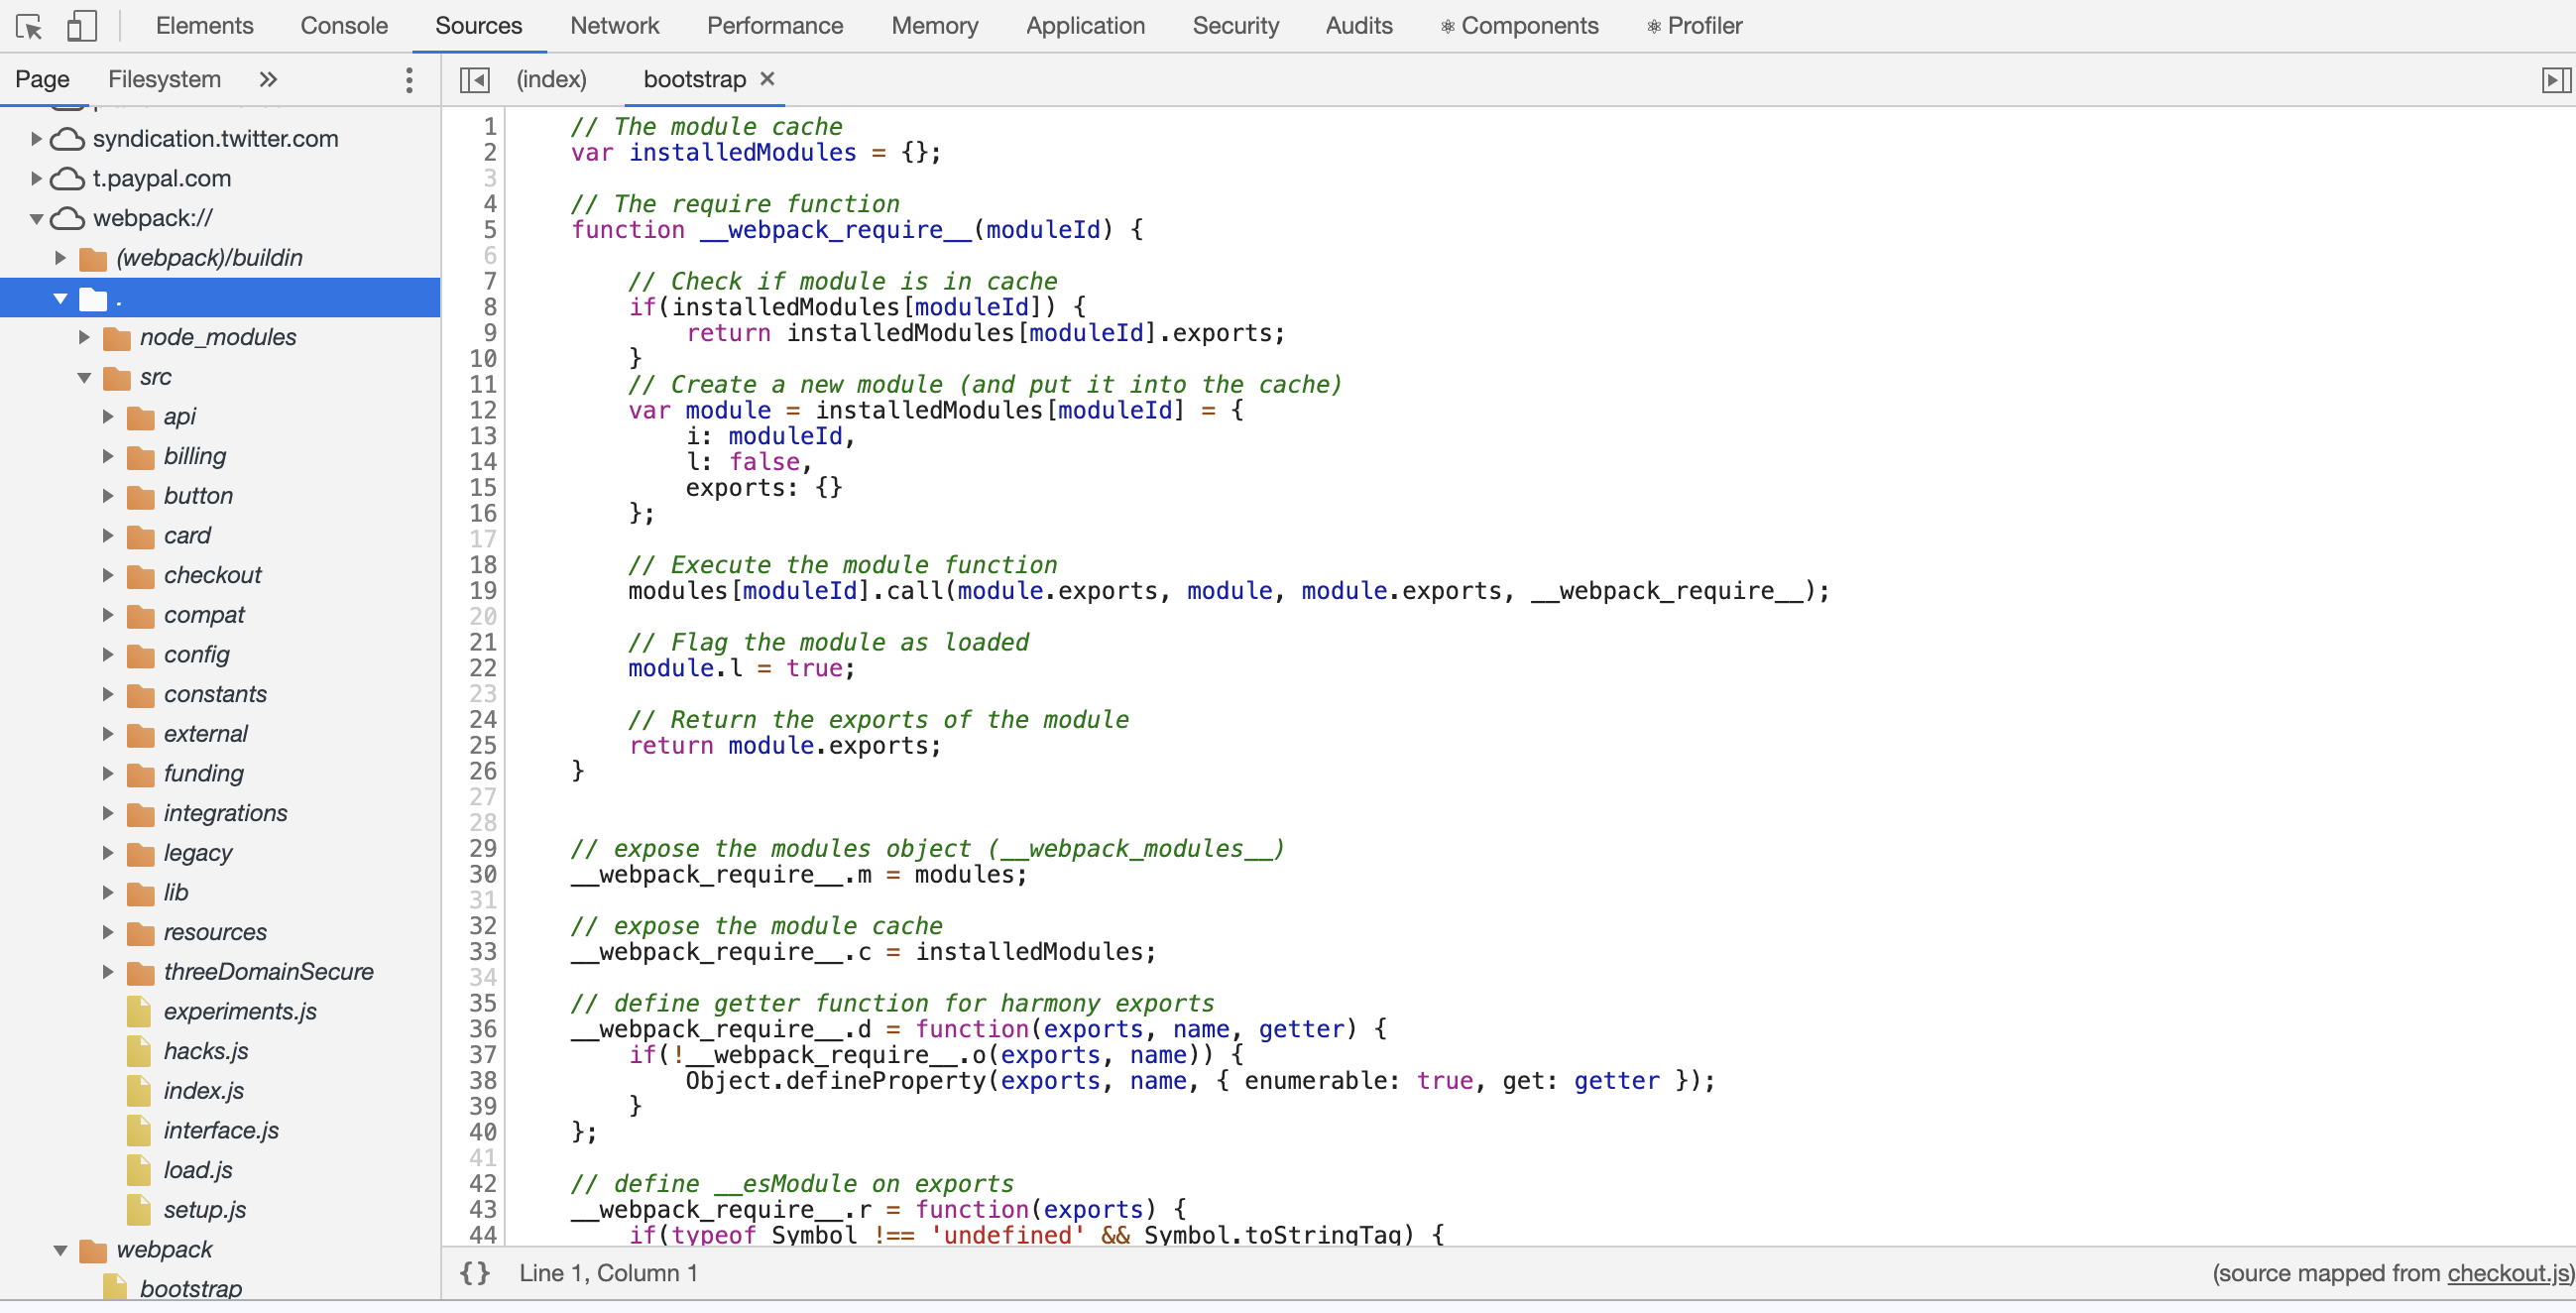 Elements Console Sources Network Performance Memory Application Security Audits ⚛ Components ⚛ Profiler
Page Filesystem »
(index) bootstrap ×
syndication.twitter.com
t.paypal.com
webpack://
(webpack)/buildin
.
node_modules
src
api
billing
button
card
checkout
compat
config
constants
external
funding
integrations
legacy
lib
resources
threeDomainSecure
experiments.js
hacks.js
index.js
interface.js
load.js
setup.js
webpack
bootstrap
1 // The module cache
2 var installedModules = {};
3
4 // The require function
5 function __webpack_require__(moduleId) {
6
7 // Check if module is in cache
8 if(installedModules[moduleId]) {
9 return installedModules[moduleId].exports;
10 }
11 // Create a new module (and put it into the cache)
12 var module = installedModules[moduleId] = {
13 i: moduleId,
14 l: false,
15 exports: {}
16 };
17
18 // Execute the module function
19 modules[moduleId].call(module.exports, module, module.exports, __webpack_require__);
20
21 // Flag the module as loaded
22 module.l = true;
23
24 // Return the exports of the module
25 return module.exports;
26 }
27
28
29 // expose the modules object (__webpack_modules__)
30 __webpack_require__.m = modules;
31
32 // expose the module cache
33 __webpack_require__.c = installedModules;
34
35 // define getter function for harmony exports
36 __webpack_require__.d = function(exports, name, getter) {
37 if(!__webpack_require__.o(exports, name)) {
38 Object.defineProperty(exports, name, { enumerable: true, get: getter });
39 }
40 };
41
42 // define __esModule on exports
43 __webpack_require__.r = function(exports) {
44 if(typeof Symbol !== 'undefined' && Symbol.toStringTag) {
{} Line 1, Column 1
(source mapped from checkout.js)